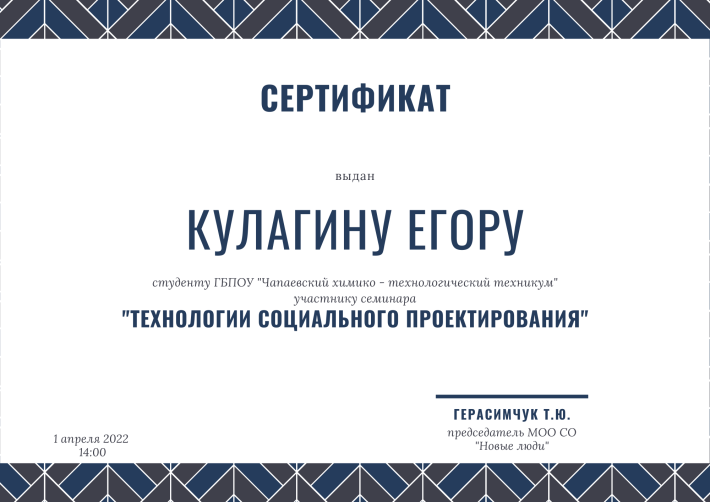 СЕРТИФИКАТ
выдан
КУЛАГИНУ ЕГОРУ
студенту ГБПОУ "Чапаевский химико - технологический техникум"
участнику семинара
"ТЕХНОЛОГИИ СОЦИАЛЬНОГО ПРОЕКТИРОВАНИЯ"
ГЕРАСИМЧУК Т.Ю.
председатель МОО СО
"Новые люди"
1 апреля 2022
14:00